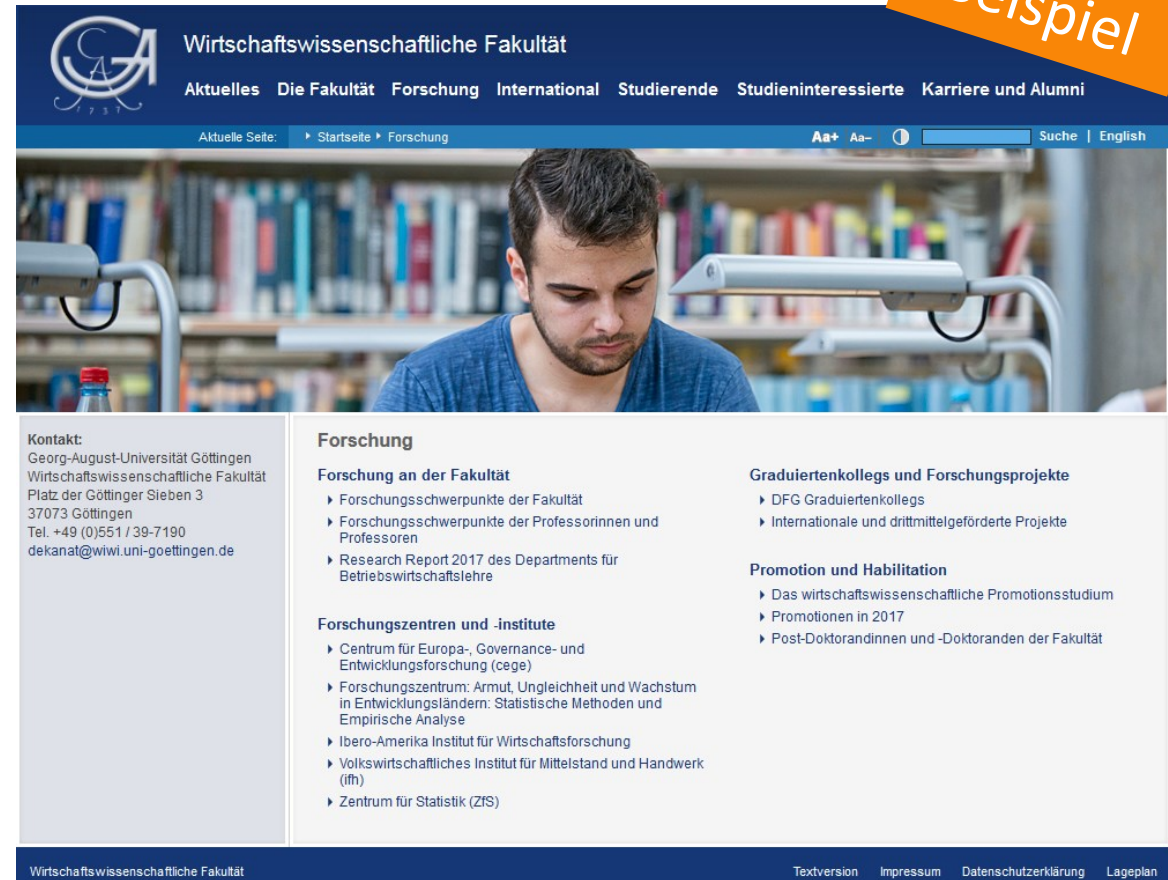 Beispiel
Wirtschaftswissenschaftliche Fakultät
Aktuelles Die Fakultät Forschung International Studierende Studieninteressierte Karriere und Alumni
1737
Aktuelle Seite: Startseite Forschung Aa+ Aa– Suche | English
Kontakt:
Georg-August-Universität Göttingen
Wirtschaftswissenschaftliche Fakultät
Platz der Göttinger Sieben 3
37073 Göttingen
Tel. +49 (0)551 / 39-7190
dekanat@wiwi.uni-goettingen.de
Forschung
Forschung an der Fakultät
Forschungsschwerpunkte der Fakultät
Forschungsschwerpunkte der Professorinnen und
Professoren
Research Report 2017 des Departments für
Betriebswirtschaftslehre
Forschungszentren und -institute
Centrum für Europa-, Governance- und
Entwicklungsforschung (cege)
Forschungszentrum: Armut, Ungleichheit und Wachstum
in Entwicklungsländern: Statistische Methoden und
Empirische Analyse
Ibero-Amerika Institut für Wirtschaftsforschung
Volkswirtschaftliches Institut für Mittelstand und Handwerk
(ifh)
Zentrum für Statistik (ZfS)
Graduiertenkollegs und Forschungsprojekte
DFG Graduiertenkollegs
Internationale und drittmittelgeförderte Projekte
Promotion und Habilitation
Das wirtschaftswissenschaftliche Promotionsstudium
Promotionen in 2017
Post-Doktorandinnen und -Doktoranden der Fakultät
Wirtschaftswissenschaftliche Fakultät Textversion Impressum Datenschutzerklärung Lageplan